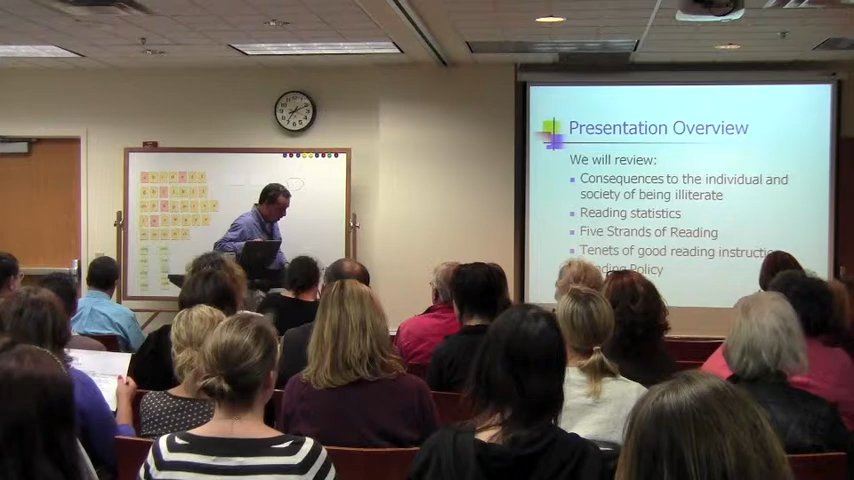 Presentation Overview
We will review:
Consequences to the individual and
society of being illiterate
Reading statistics
Five Strands of Reading
Tenets of good reading instructio
Policy